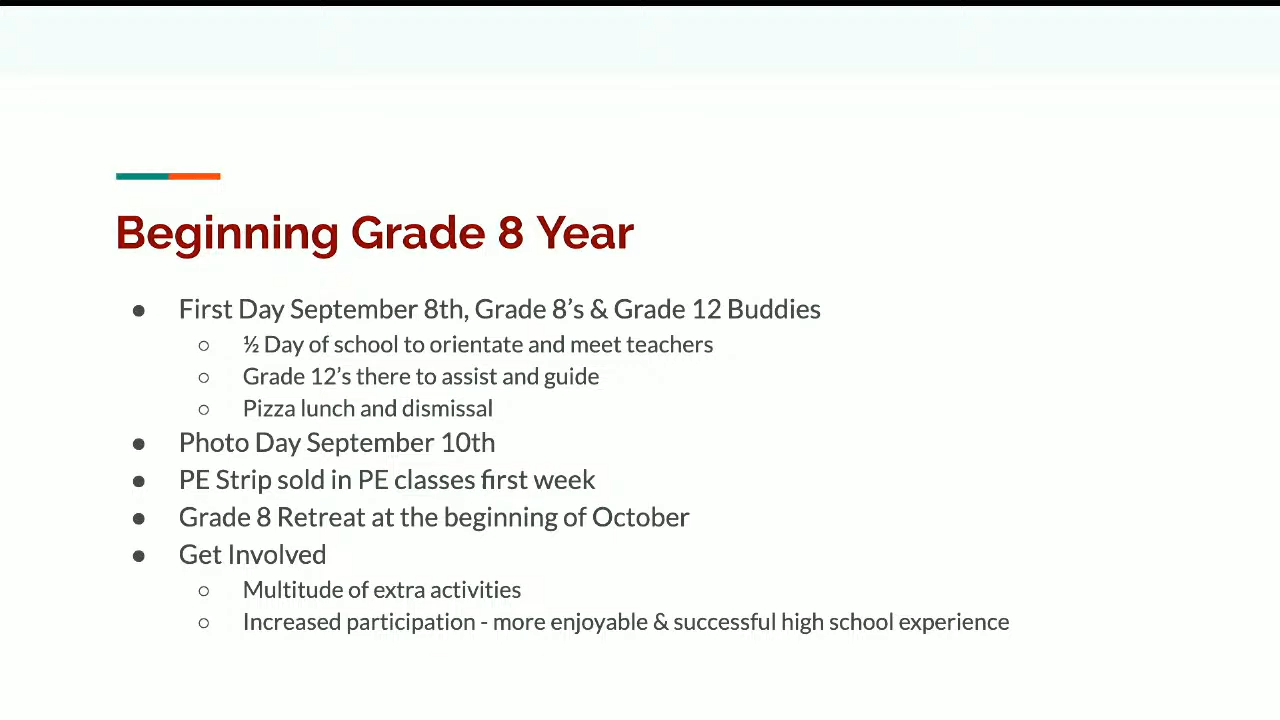 Beginning Grade 8 Year
● First Day September 8th, Grade 8’s & Grade 12 Buddies
○ ½ Day of school to orientate and meet teachers
○ Grade 12’s there to assist and guide
○ Pizza lunch and dismissal
● Photo Day September 10th
● PE Strip sold in PE classes first week
● Grade 8 Retreat at the beginning of October
● Get Involved
○ Multitude of extra activities
○ Increased participation - more enjoyable & successful high school experience